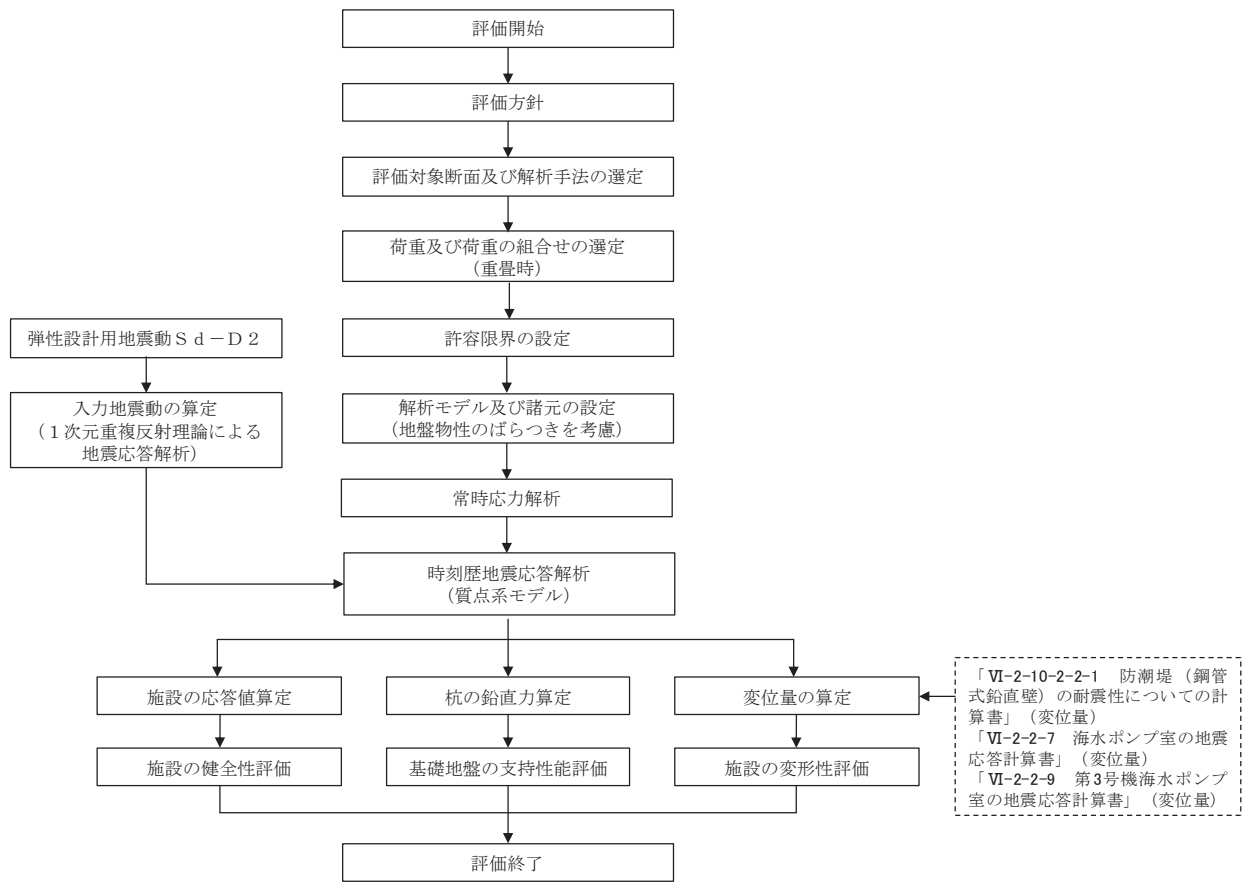 評価開始
評価方針
評価対象断面及び解析手法の選定
荷重及び荷重の組合せの選定
（重畳時）
弾性設計用地震動Ｓｄ－Ｄ２
許容限界の設定
入力地震動の算定
（１次元重複反射理論による
地震応答解析）
解析モデル及び諸元の設定
（地盤物性のばらつきを考慮）
常時応力解析
時刻歴地震応答解析
（質点系モデル）
施設の応答値算定
杭の鉛直力算定
変位量の算定
「Ⅵ-2-10-2-2-1　防潮堤（鋼管
式鉛直壁）の耐震性についての計
算書」（変位量）
「Ⅵ-2-2-7　海水ポンプ室の地震
応答計算書」（変位量）
「Ⅵ-2-2-9　第3号機海水ポンプ
室の地震応答計算書」（変位量）
施設の健全性評価
基礎地盤の支持性能評価
施設の変形性評価
評価終了